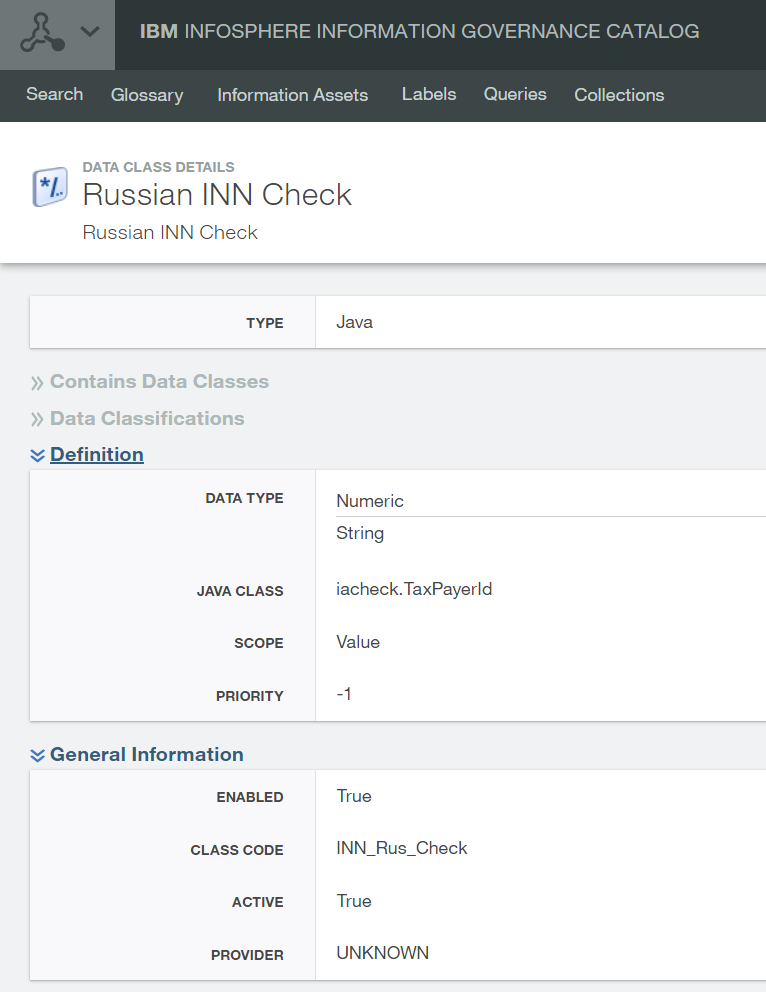 IBM INFOSPHERE INFORMATION GOVERNANCE CATALOG
Search Glossary Information Assets Labels Queries Collections
DATA CLASS DETAILS
Russian INN Check
Russian INN Check
TYPE Java
Contains Data Classes
Data Classifications
Definition
DATA TYPE Numeric
String
JAVA CLASS iacheck.TaxPayerId
SCOPE Value
PRIORITY -1
General Information
ENABLED True
CLASS CODE INN_Rus_Check
ACTIVE True
PROVIDER UNKNOWN